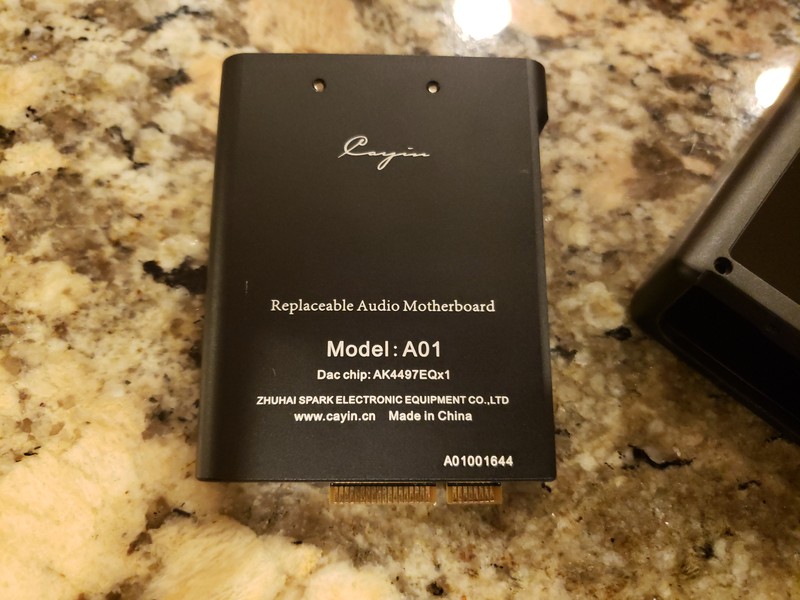 Cayin
Replaceable Audio Motherboard
Model: A01
Dac chip: AK4497EQx1
ZHUHAI SPARK ELECTRONIC EQUIPMENT CO.,LTD
www.cayin.cn Made in China
A01001644